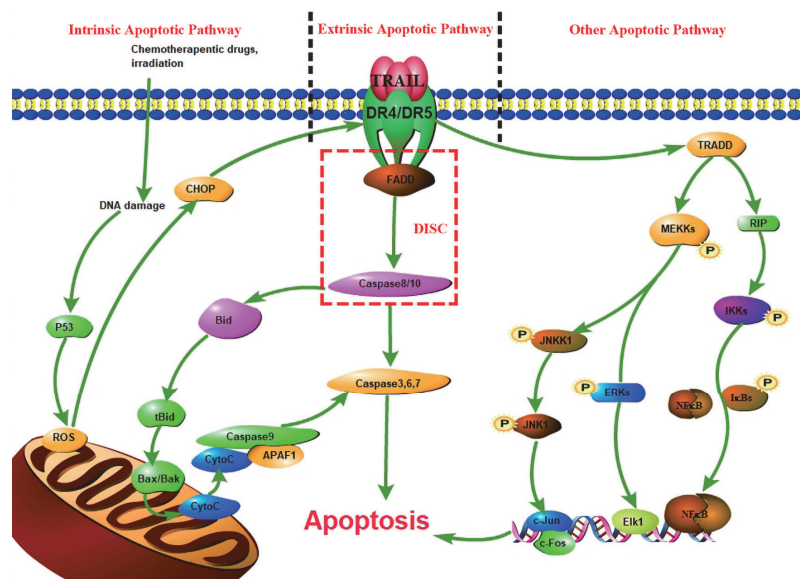 Intrinsic Apoptotic Pathway
Extrinsic Apoptotic Pathway
Other Apoptotic Pathway
Chemotherapeutic drugs,
irradiation
TRAIL
DR4/DR5
TRADD
FADD
CHOP
DNA damage
DISC
MEKKs
P
RIP
Caspase8/10
Bid
P53
IKKs
P
P
JNKK1
Caspase3,6,7
P
ERKs
NFκB
IκBs
P
tBid
P
JNK1
ROS
Caspase9
CytoC
APAF1
Bax/Bak
CytoC
Apoptosis
c-Jun
c-Fos
Elk1
NFκB